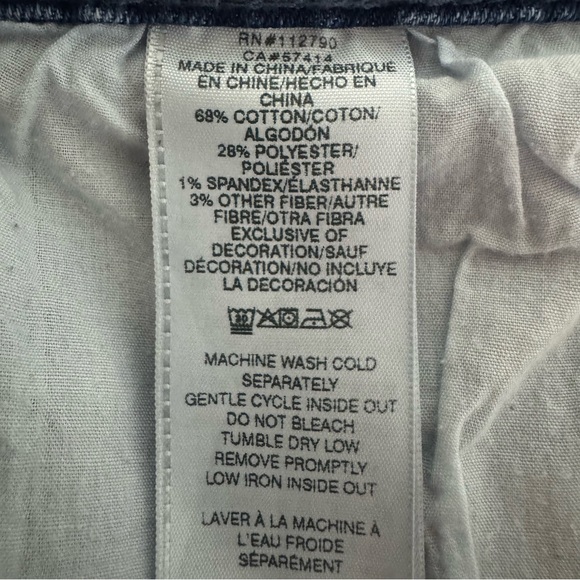 RN#112790
CA#57414
MADE IN CHINA/FABRIQUE
EN CHINE/HECHO EN
CHINA
68% COTTON/COTON/
ALGODÓN
28% POLYESTER/
POLIÉSTER
1% SPANDEX/ÉLASTHANNE
3% OTHER FIBER/AUTRE
FIBRE/OTRA FIBRA
EXCLUSIVE OF
DECORATION/SAUF
DÉCORATION/NO INCLUYE
LA DECORACIÓN
30
MACHINE WASH COLD
SEPARATELY
GENTLE CYCLE INSIDE OUT
DO NOT BLEACH
TUMBLE DRY LOW
REMOVE PROMPTLY
LOW IRON INSIDE OUT
LAVER À LA MACHINE À
L'EAU FROIDE
SÉPARÉMENT